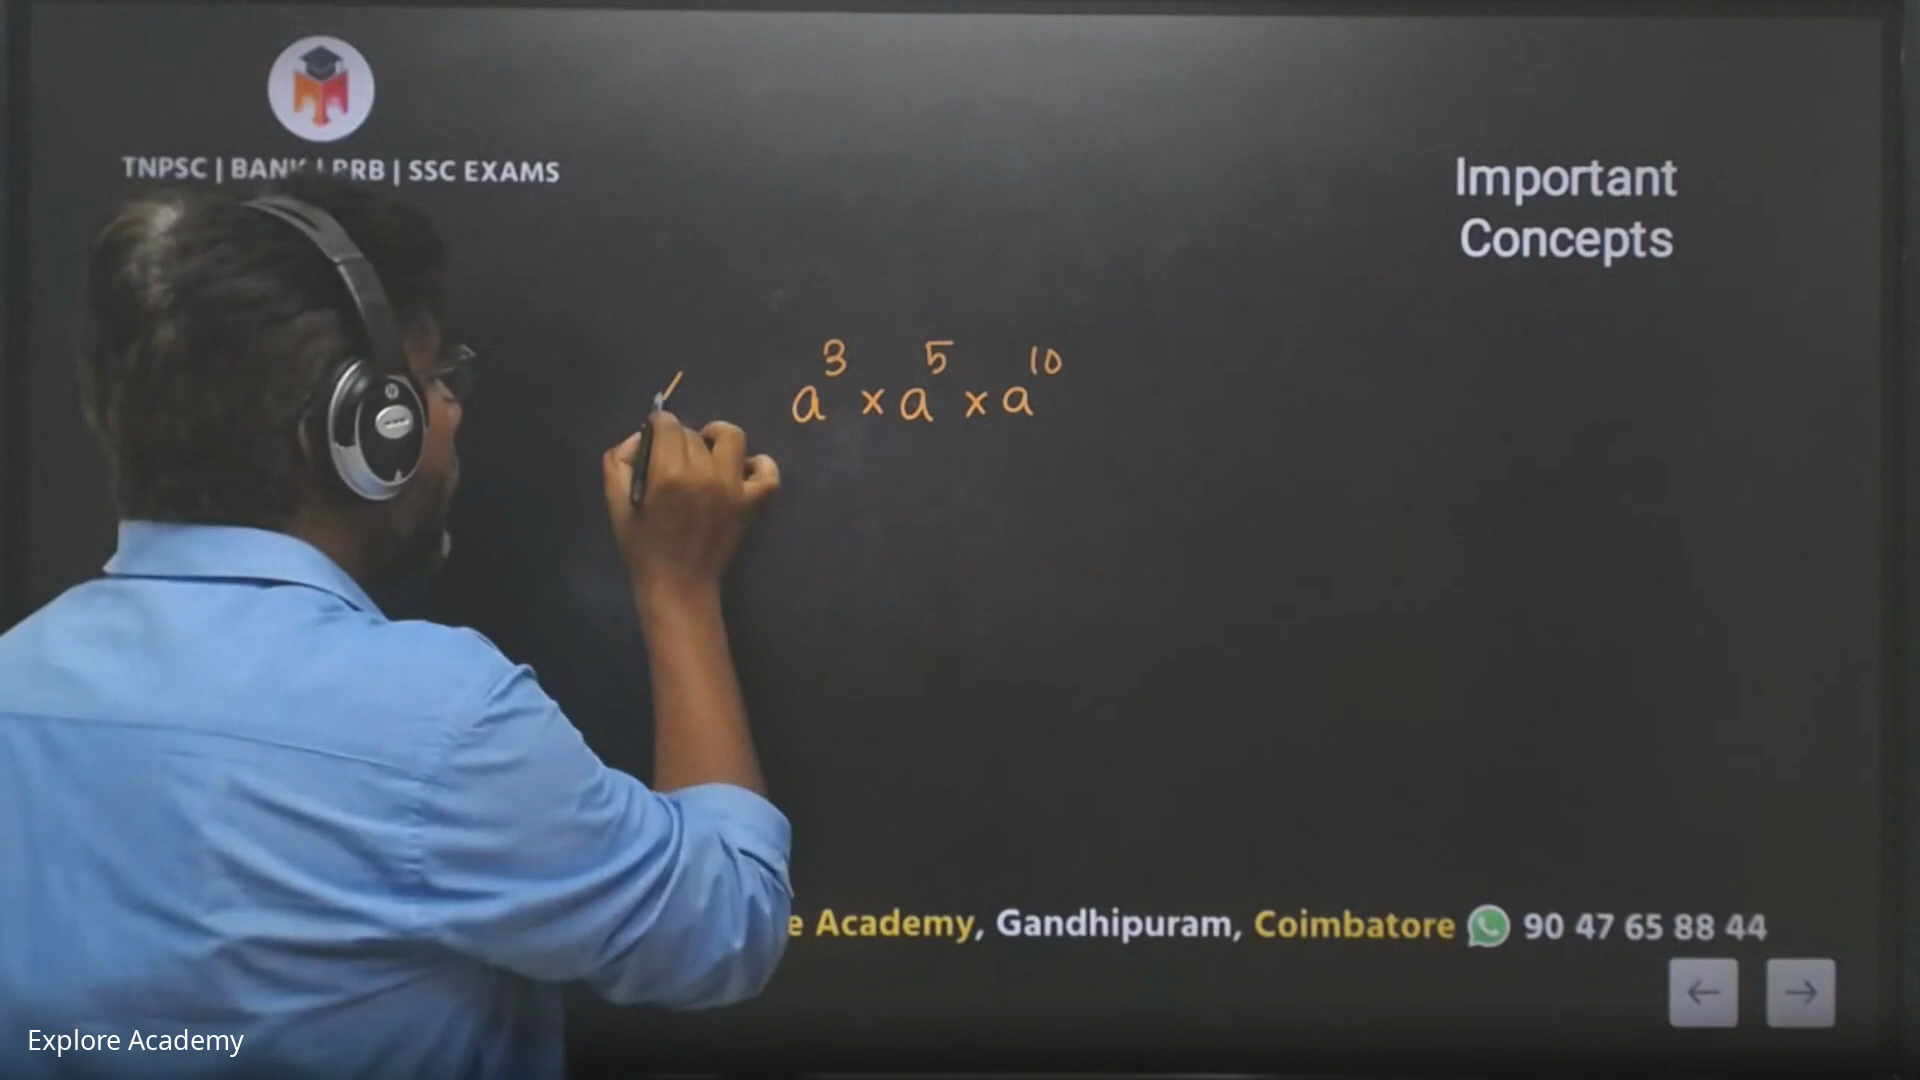 TNPSC | BANK | RRB | SSC EXAMS
Important
Concepts
a³ × a⁵ × a¹⁰
e Academy, Gandhipuram, Coimbatore 90 47 65 88 44
← →
Explore Academy